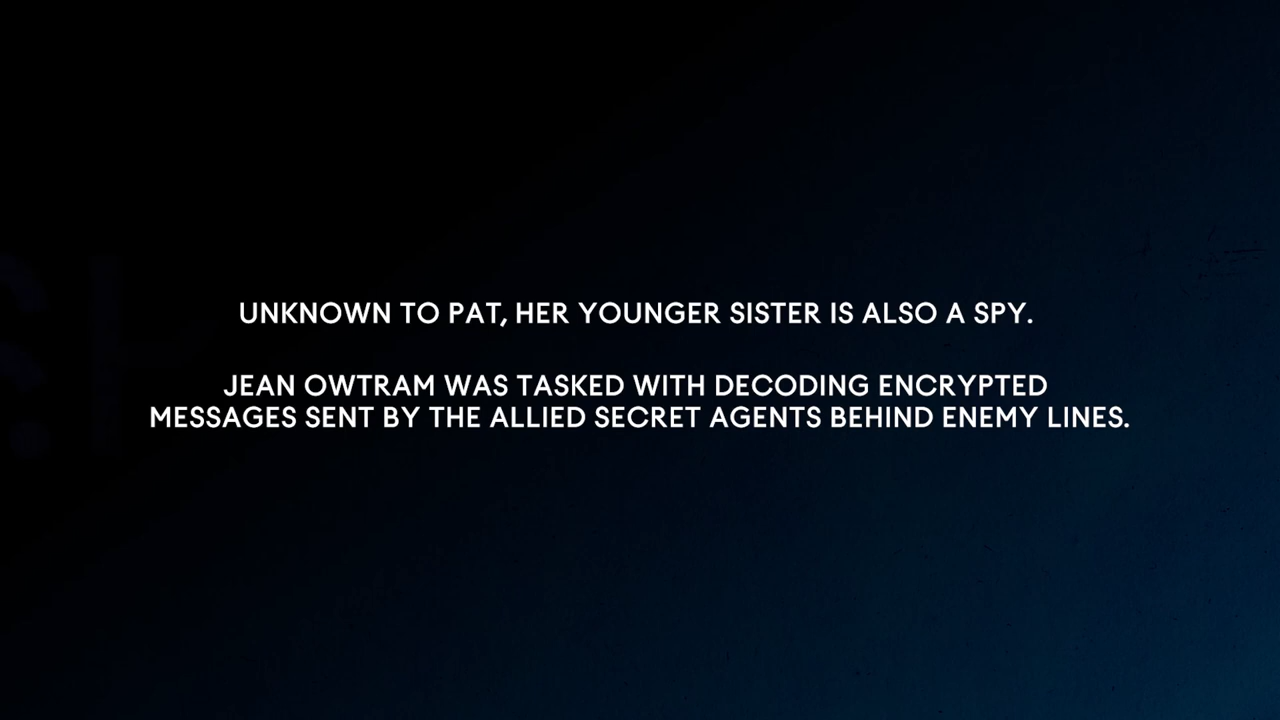 UNKNOWN TO PAT, HER YOUNGER SISTER IS ALSO A SPY.
JEAN OWTRAM WAS TASKED WITH DECODING ENCRYPTED
MESSAGES SENT BY THE ALLIED SECRET AGENTS BEHIND ENEMY LINES.